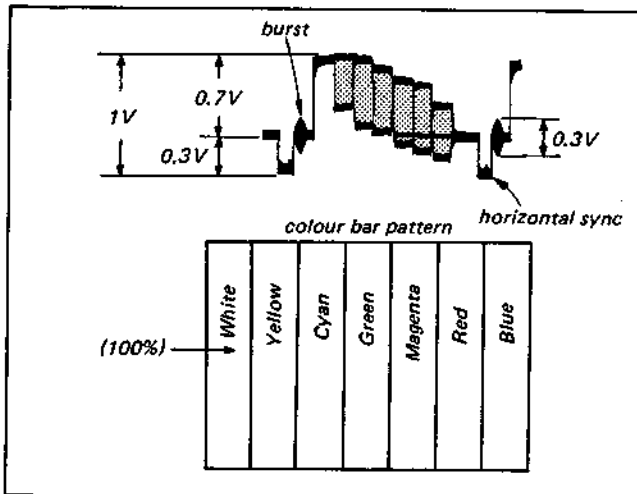 burst
1V
0.7V
0,3V
0.3V
horizontal sync
colour bar pattern
(100%)
White
Yellow
Cyan
Green
Magenta
Red
Blue